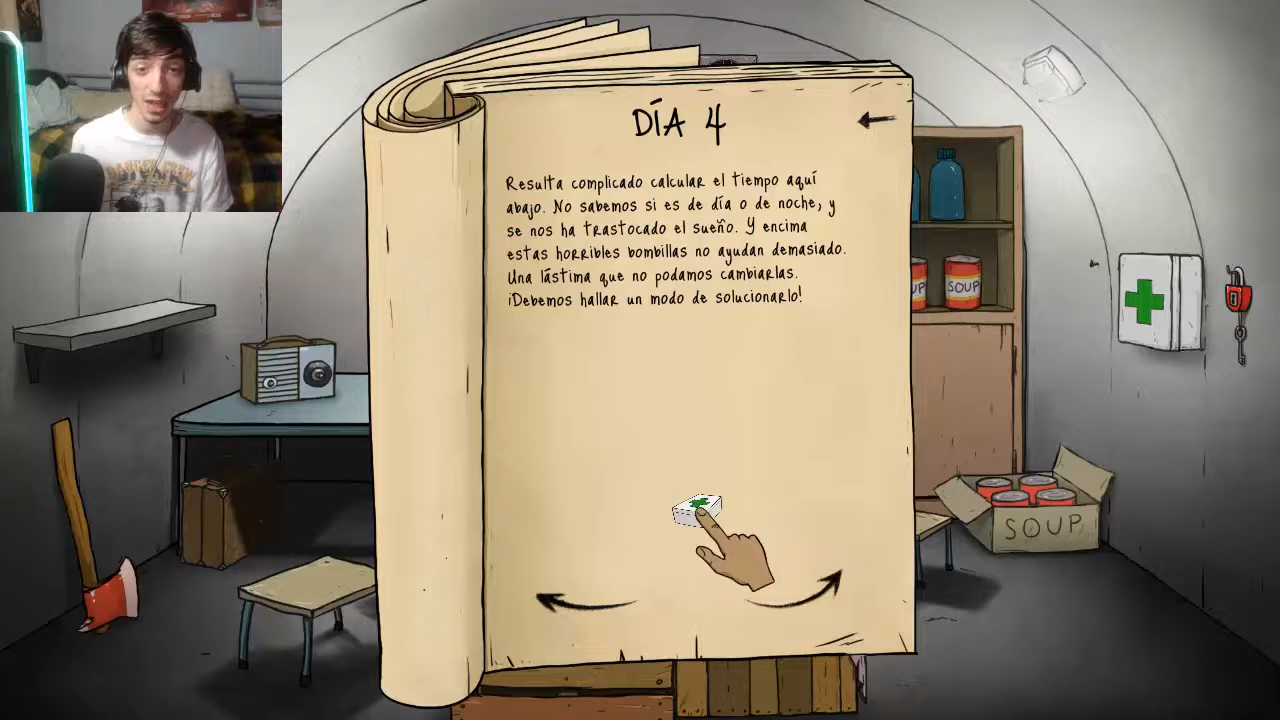 DÍA 4
Resulta complicado calcular el tiempo aquí
abajo. No sabemos si es de día o de noche, y
se nos ha trastocado el sueño. Y encima
estas horribles bombillas no ayudan demasiado.
Una lástima que no podamos cambiarlas.
¡Debemos hallar un modo de solucionarlo!
UP
SOUP
SOUP